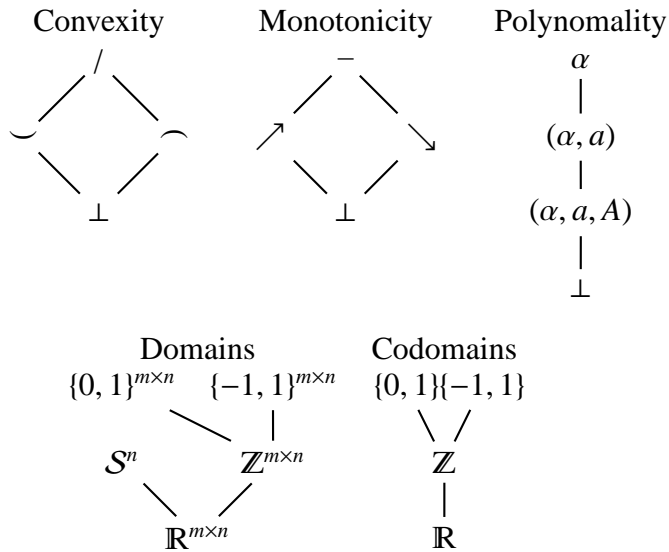 Convexity Monotonicity Polynomality
/ − α
⌣ ⌢ ↗ ↘ (α, a)
⊥ ⊥ (α, a, A)
⊥
Domains Codomains
{0, 1}^{m×n} {−1, 1}^{m×n} {0, 1}{−1, 1}
𝒮^n ℤ^{m×n} ℤ
ℝ^{m×n} ℝ